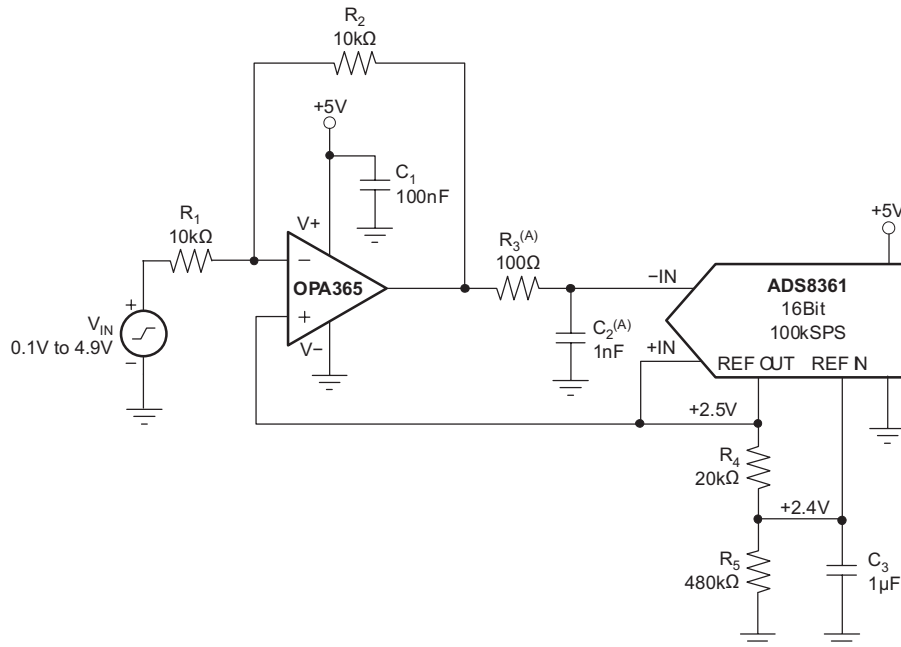 R2
10kΩ
+5V
C1
100nF
R1
10kΩ
V+
−
OPA365
+
V−
R3(A)
100Ω
+5V
−IN
ADS8361
16Bit
100kSPS
+
VIN
0.1V to 4.9V
−
C2(A)
1nF
+IN
REF OUT REF IN
+2.5V
R4
20kΩ
+2.4V
R5
480kΩ
C3
1µF